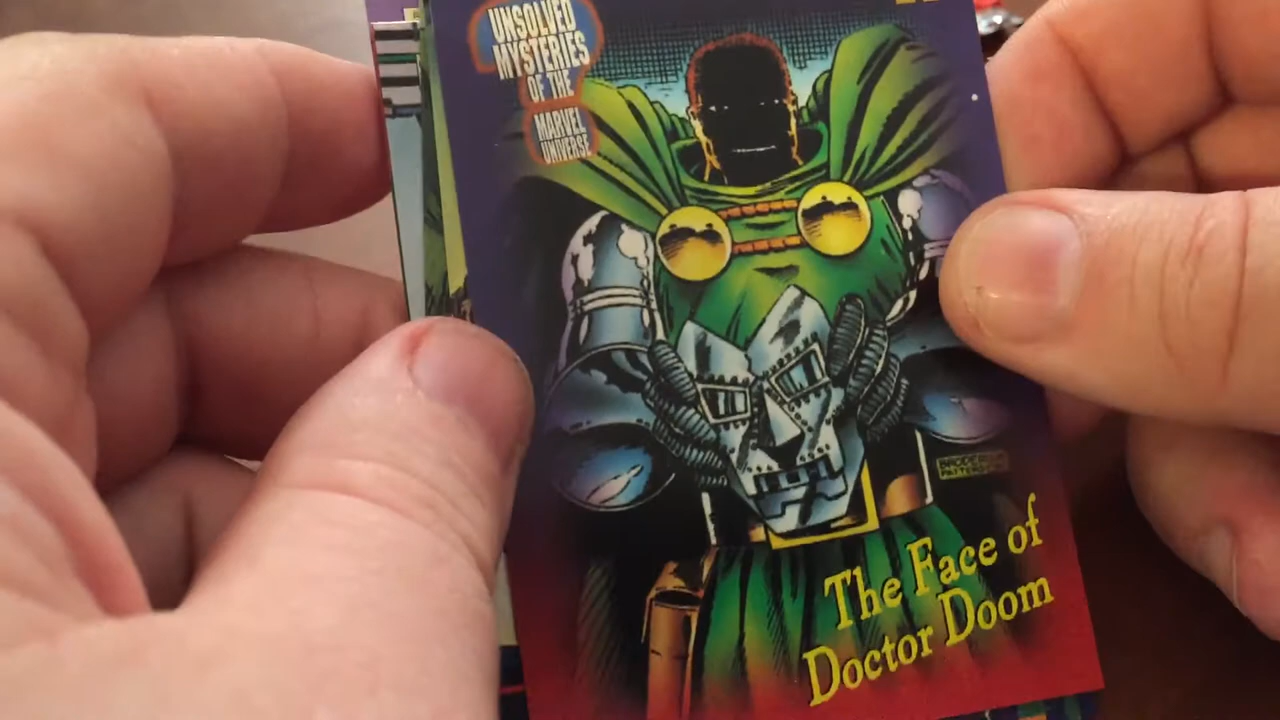 UNSOLVED
MYSTERIES
OF THE
MARVEL
UNIVERSE
The Face of
Doctor Doom